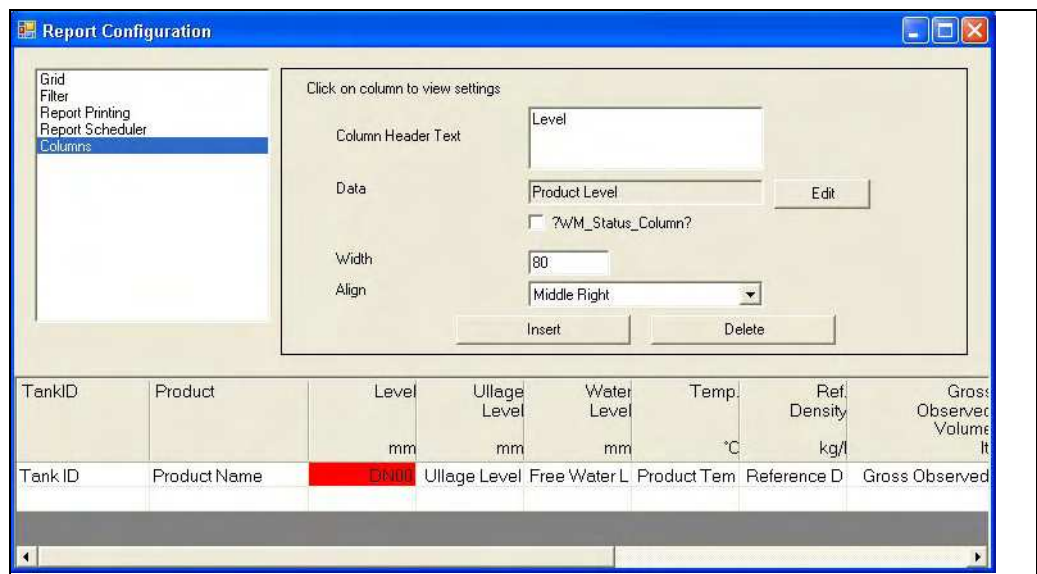 Report Configuration
Grid
Filter
Report Printing
Report Scheduler
Columns
Click on column to view settings
Column Header Text
Level
Data
Product Level
Edit
?WM_Status_Column?
Width
80
Align
Middle Right
Insert
Delete
TankID Product Level Ullage Water Temp. Ref. Gross
Level Level Density Observed
Volume
mm mm mm °C kg/l lt
Tank ID Product Name Ullage Level Free Water L Product Tem Reference D Gross Observed